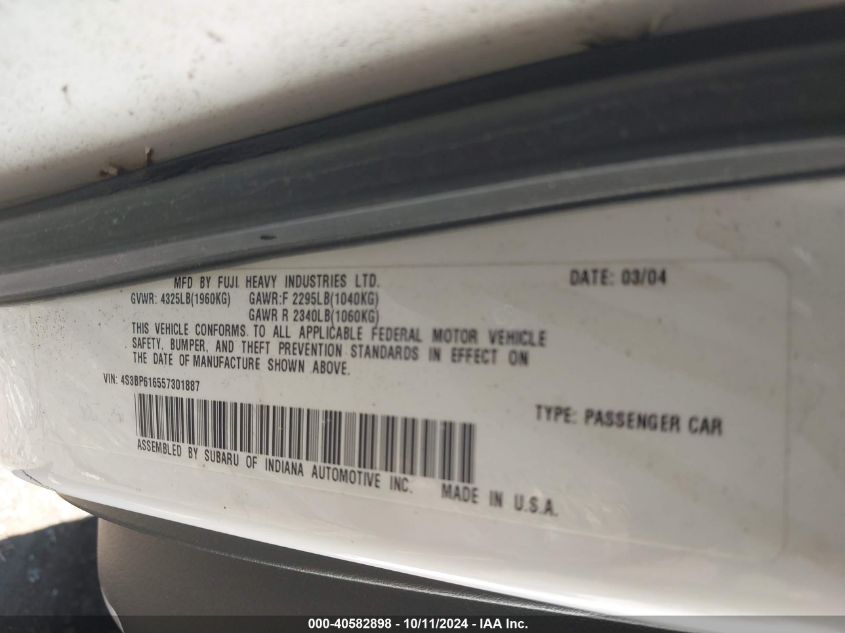 MFD BY FUJI HEAVY INDUSTRIES LTD. DATE: 03/04
GVWR: 4325LB(1960KG) GAWR:F 2295LB(1040KG)
GAWR R 2340LB(1060KG)
THIS VEHICLE CONFORMS TO ALL APPLICABLE FEDERAL MOTOR VEHICLE
SAFETY, BUMPER, AND THEFT PREVENTION STANDARDS IN EFFECT ON
THE DATE OF MANUFACTURE SHOWN ABOVE.
VIN: 4S3BP616557301887
TYPE: PASSENGER CAR
ASSEMBLED BY SUBARU OF INDIANA AUTOMOTIVE INC. MADE IN U.S.A.
000-40582898 - 10/11/2024 - IAA Inc.